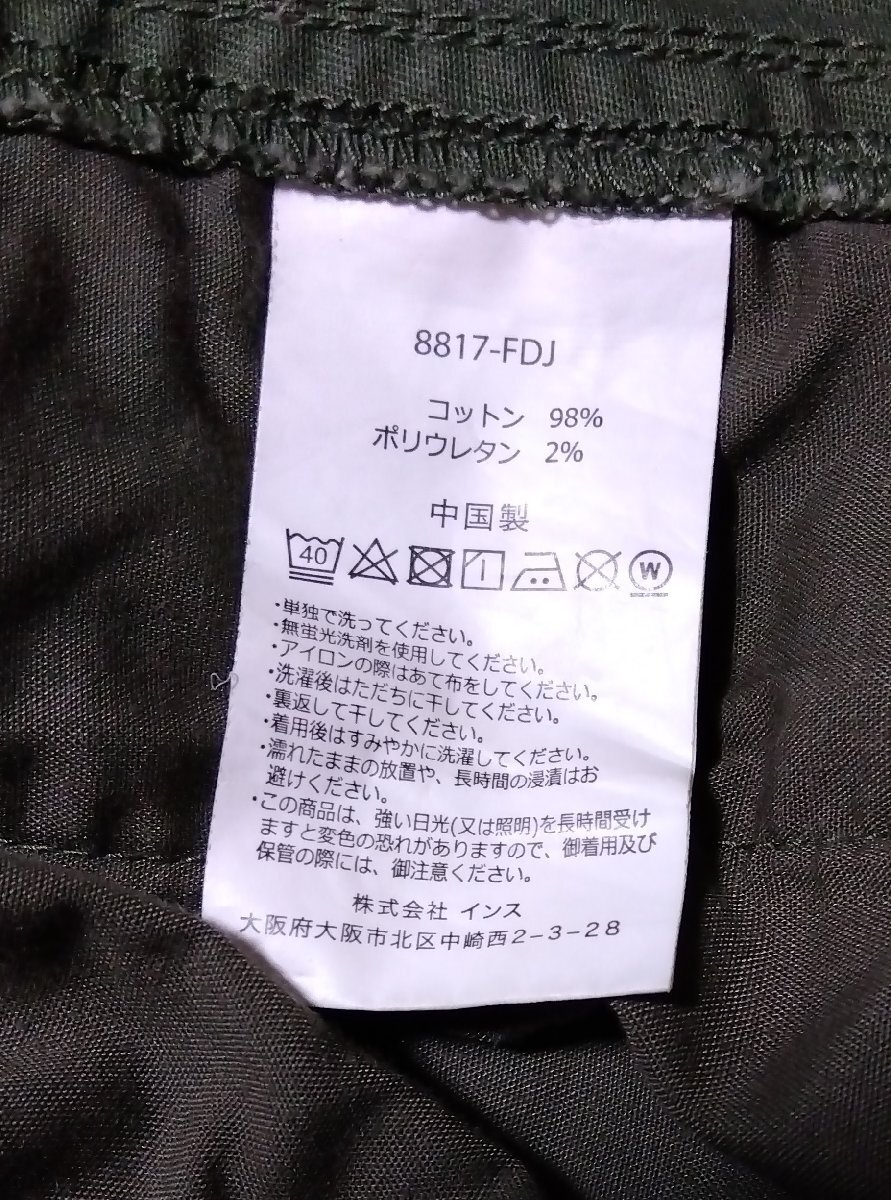 8817-FDJ
コットン 98%
ポリウレタン 2%
中国製
40
W
・単独で洗ってください。
・無蛍光洗剤を使用してください。
・アイロンの際はあて布をしてください。
・洗濯後はただちに干してください。
・裏返して干してください。
・着用後はすみやかに洗濯してください。
・濡れたままの放置や、長時間の浸漬はお
避けください。
・この商品は、強い日光(又は照明)を長時間受け
ますと変色の恐れがありますので、御着用及び
保管の際には、御注意ください。
株式会社 インス
大阪府大阪市北区中崎西2-3-28